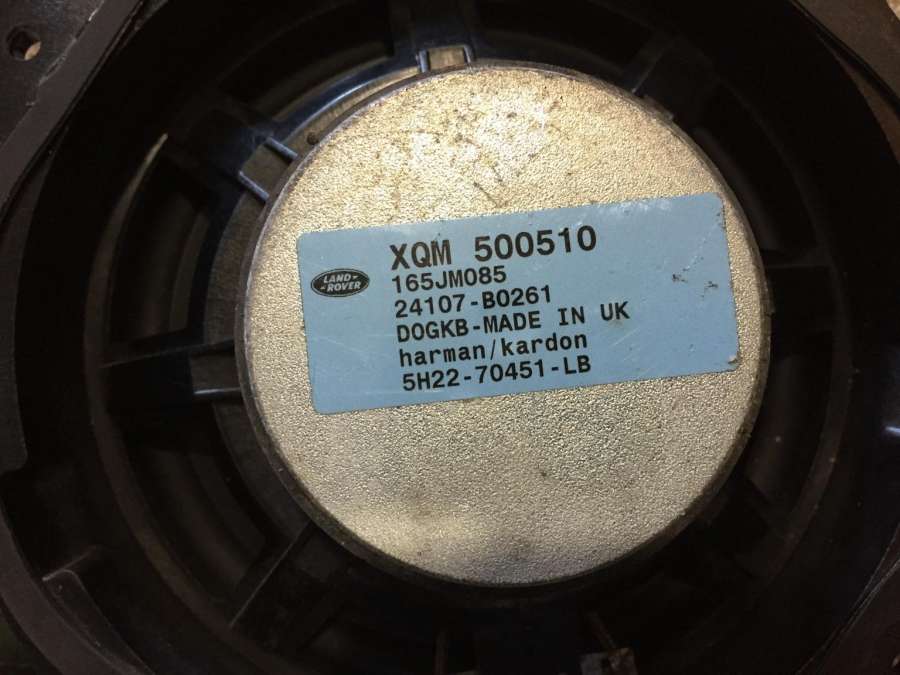 XQM 500510
LAND-
-ROVER
165JM085
24107-B0261
D0GKB-MADE IN UK
harman/kardon
5H22-70451-LB